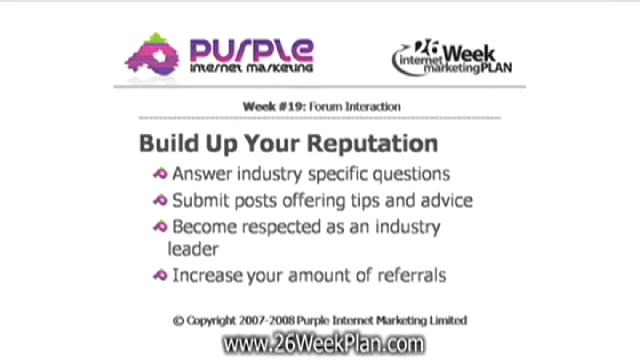 PURPLE
internet marketing
26 Week
internet
marketing PLAN
Week #19: Forum Interaction
Build Up Your Reputation
Answer industry specific questions
Submit posts offering tips and advice
Become respected as an industry
leader
Increase your amount of referrals
© Copyright 2007-2008 Purple Internet Marketing Limited
www.26WeekPlan.com